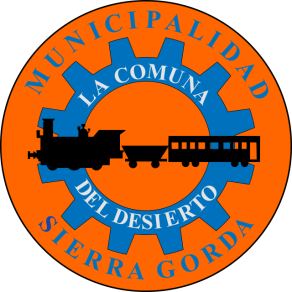 MUNICIPALIDAD
LA COMUNA
DEL DESIERTO
SIERRA GORDA